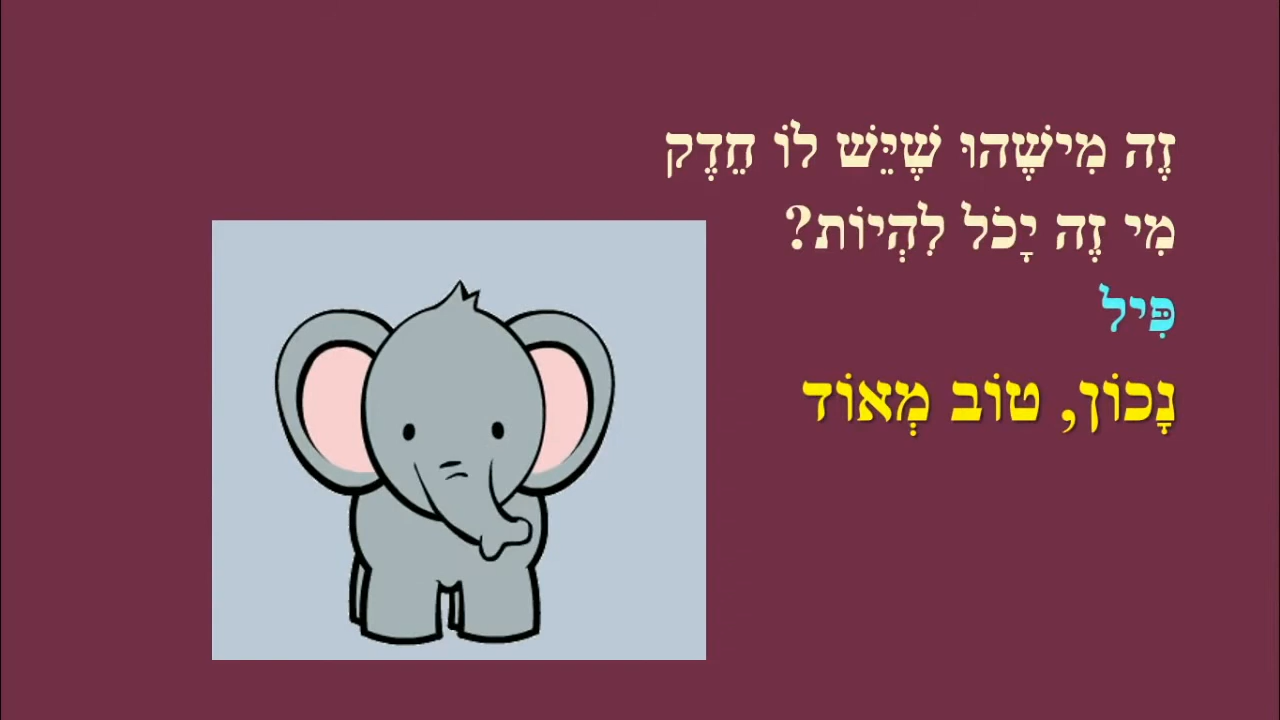 זֶה מִישֶׁהוּ שֶׁיֵּשׁ לוֹ חֵדֶק
מִי זֶה יָכֹל לִהְיוֹת?
פִּיל
נָכוֹן, טוֹב מְאוֹד